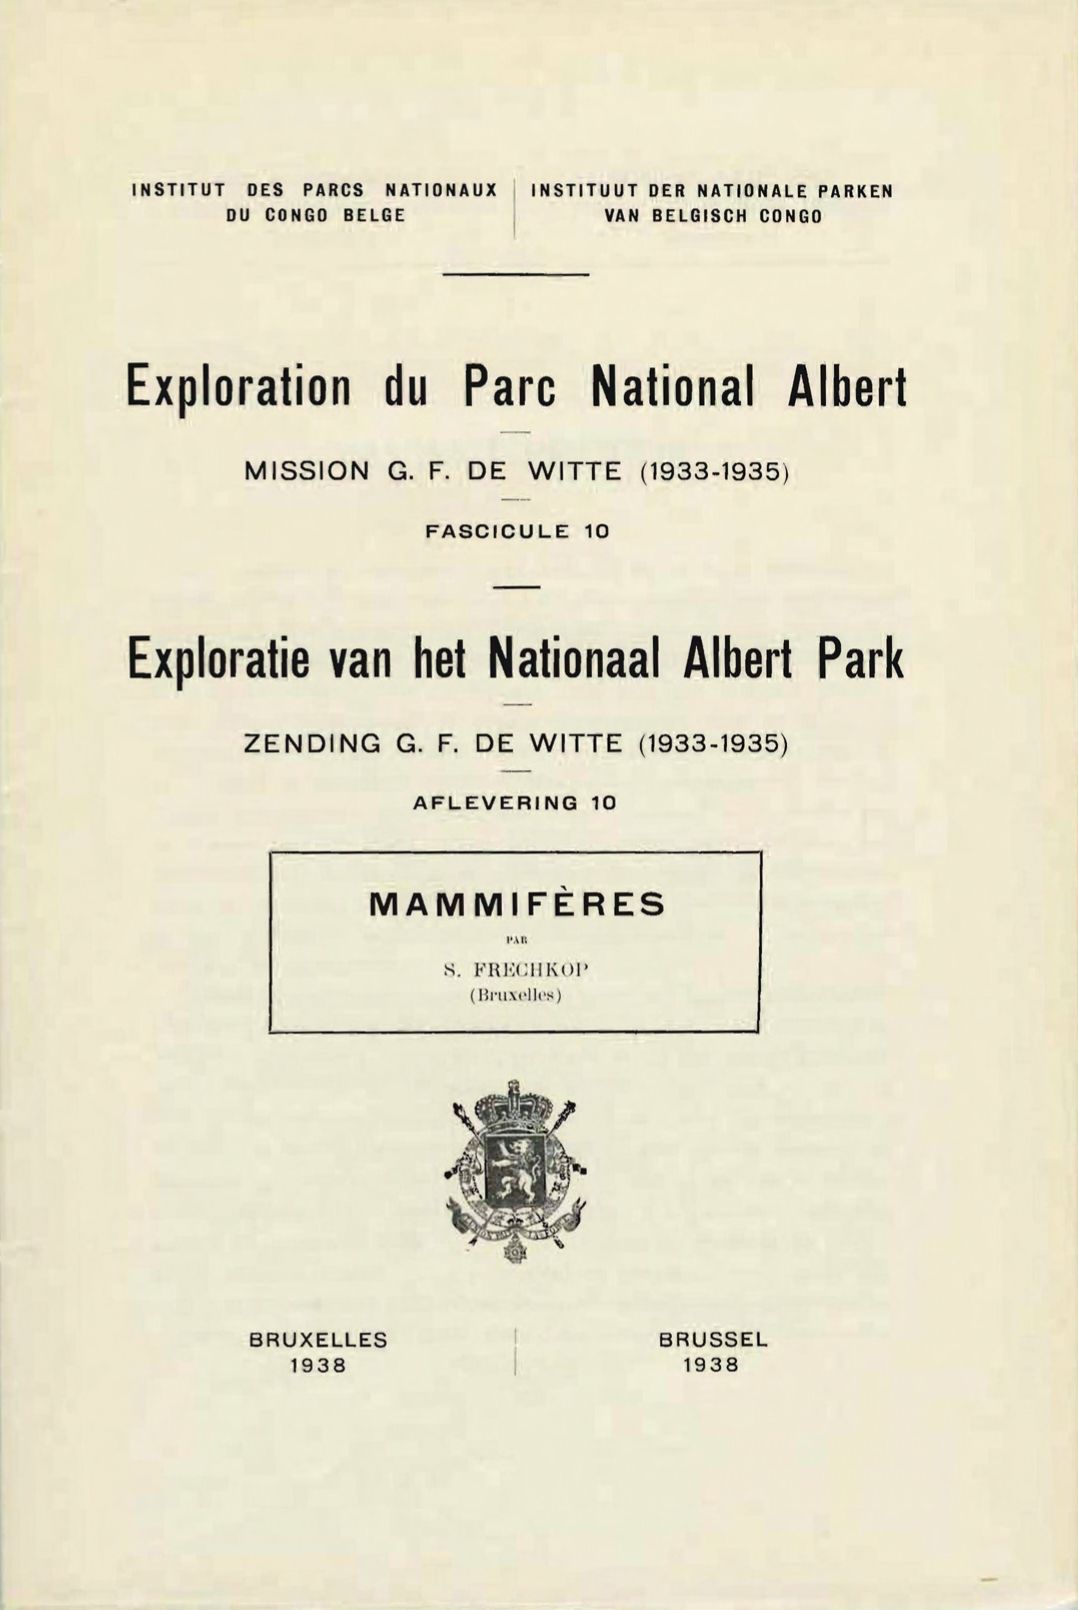 INSTITUT DES PARCS NATIONAUX
DU CONGO BELGE
INSTITUUT DER NATIONALE PARKEN
VAN BELGISCH CONGO
Exploration du Parc National Albert
MISSION G. F. DE WITTE (1933-1935)
FASCICULE 10
Exploratie van het Nationaal Albert Park
ZENDING G. F. DE WITTE (1933-1935)
AFLEVERING 10
MAMMIFÈRES
PAR
S. FRECHKOP
(Bruxelles)
BRUXELLES
1938
BRUSSEL
1938